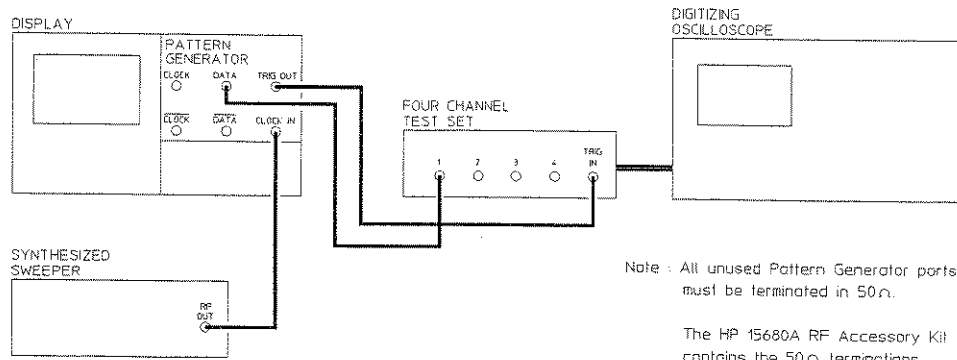 DISPLAY
PATTERN
GENERATOR
CLOCK DATA TRIG OUT
CLOCK DATA CLOCK IN
SYNTHESIZED
SWEEPER
RF
OUT
FOUR CHANNEL
TEST SET
1 2 3 4 TRIG
IN
DIGITIZING
OSCILLOSCOPE
Note : All unused Pattern Generator ports
must be terminated in 50Ω.
The HP 15680A RF Accessory Kit
contains the 50Ω terminations